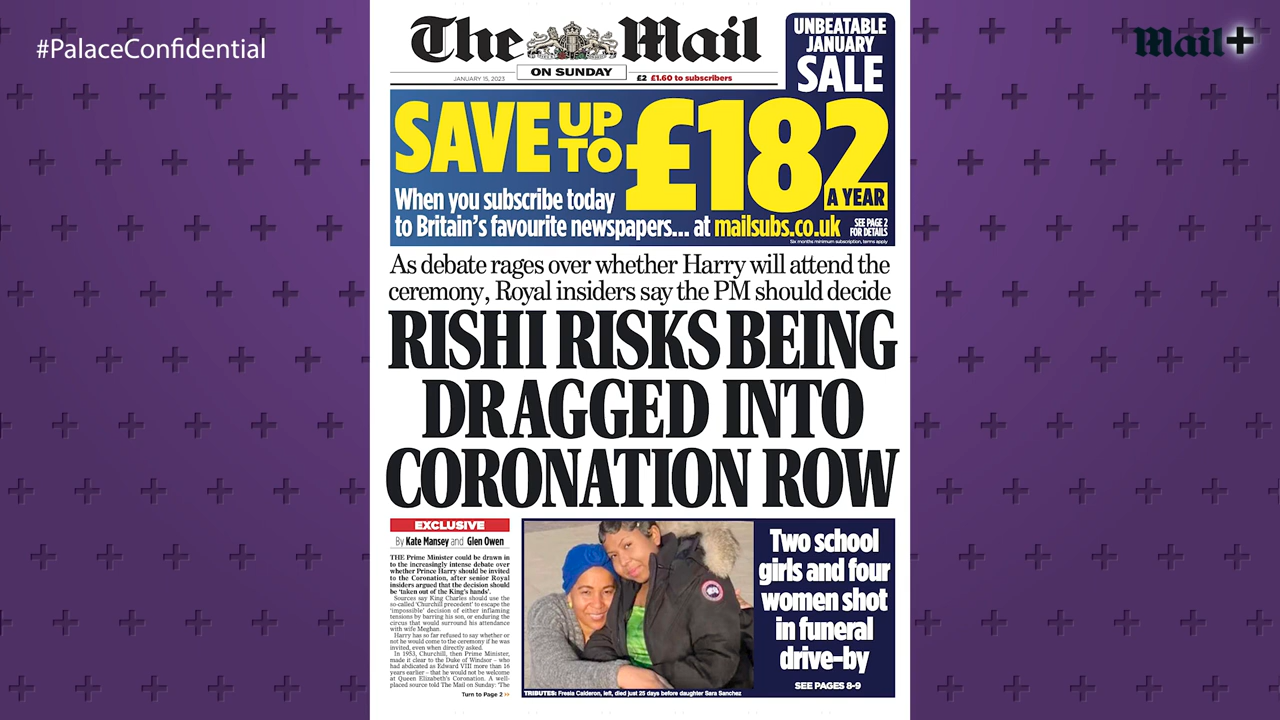 #PalaceConfidential
Mail+
The Mail
ON SUNDAY
JANUARY 15, 2023
£2 £1.60 to subscribers
UNBEATABLE
JANUARY
SALE
SAVE UP TO £182
A YEAR
When you subscribe today
to Britain's favourite newspapers... at mailsubs.co.uk
SEE PAGE 2
FOR DETAILS
Six months minimum subscription, terms apply
As debate rages over whether Harry will attend the
ceremony, Royal insiders say the PM should decide
RISHI RISKS BEING
DRAGGED INTO
CORONATION ROW
EXCLUSIVE
By Kate Mansey and Glen Owen
THE Prime Minister could be drawn in
to the increasingly intense debate over
whether Prince Harry should be invited
to the Coronation, after senior Royal
insiders argued that the decision should
be 'taken out of the King's hands'.
Sources say King Charles should use the
so-called 'Churchill precedent' to escape the
'impossible' decision of either inflaming
tensions by barring his son, or enduring the
circus that would surround his attendance
with wife Meghan.
Harry has so far refused to say whether or
not he would come to the ceremony if he was
invited, even when directly asked.
In 1953, Churchill, then Prime Minister,
made it clear to the Duke of Windsor – who
had abdicated as Edward VIII more than 16
years earlier – that he would not be welcome
at Queen Elizabeth's Coronation. A well-
placed source told The Mail on Sunday: 'The
Turn to Page 2 >>
TRIBUTES: Fresia Calderon, left, died just 25 days before daughter Sara Sanchez
Two school
girls and four
women shot
in funeral
drive-by
SEE PAGES 8-9